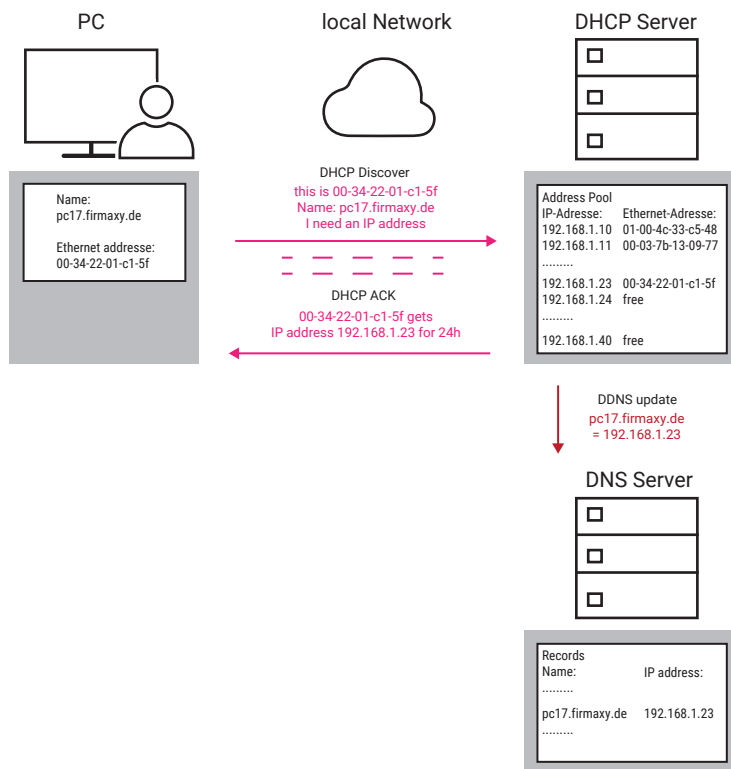 PC
local Network
DHCP Server
Name:
pc17.firmaxy.de
Ethernet addresse:
00-34-22-01-c1-5f
DHCP Discover
this is 00-34-22-01-c1-5f
Name: pc17.firmaxy.de
I need an IP address
DHCP ACK
00-34-22-01-c1-5f gets
IP address 192.168.1.23 for 24h
Address Pool
IP-Adresse: Ethernet-Adresse:
192.168.1.10 01-00-4c-33-c5-48
192.168.1.11 00-03-7b-13-09-77
.........
192.168.1.23 00-34-22-01-c1-5f
192.168.1.24 free
.........
192.168.1.40 free
DDNS update
pc17.firmaxy.de
= 192.168.1.23
DNS Server
Records
Name: IP address:
.........
pc17.firmaxy.de 192.168.1.23
.........